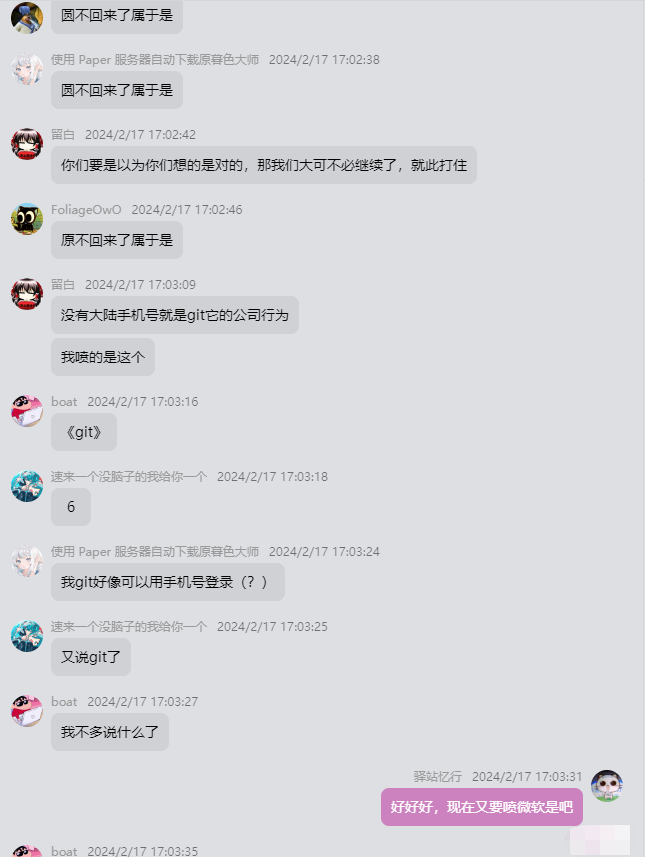 圆不回来了属于是
使用 Paper 服务器自动下载原暮色大师 2024/2/17 17:02:38
圆不回来了属于是
留白 2024/2/17 17:02:42
你们要是以为你们想的是对的，那我们大可不必继续了，就此打住
FoliageOwO 2024/2/17 17:02:46
原不回来了属于是
留白 2024/2/17 17:03:09
没有大陆手机号就是git它的公司行为
我喷的是这个
boat 2024/2/17 17:03:16
《git》
速来一个没脑子的我给你一个 2024/2/17 17:03:18
6
使用 Paper 服务器自动下载原暮色大师 2024/2/17 17:03:24
我git好像可以用手机号登录（？）
速来一个没脑子的我给你一个 2024/2/17 17:03:25
又说git了
boat 2024/2/17 17:03:27
我不多说什么了
驿站忆行 2024/2/17 17:03:31
好好好，现在又要喷微软是吧
boat 2024/2/17 17:03:35